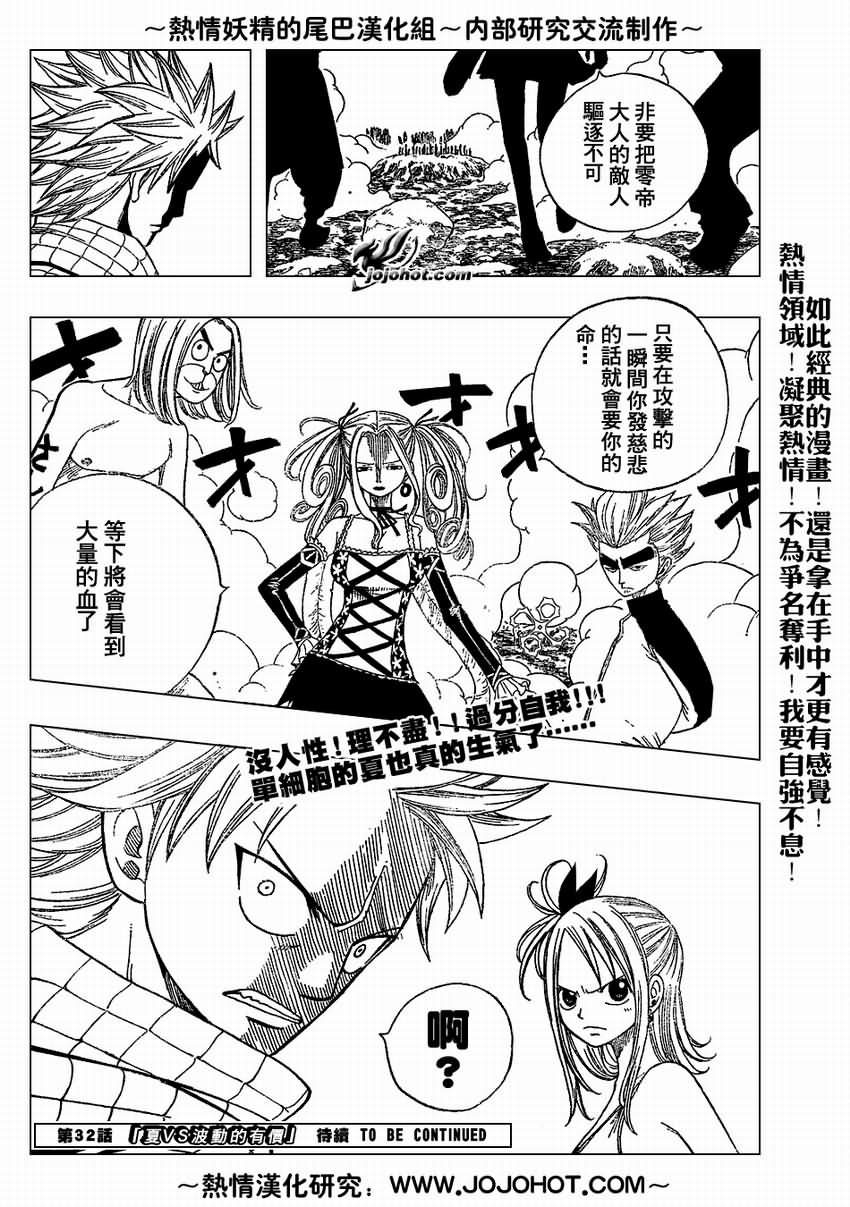 ～熱情妖精的尾巴漢化組～内部研究交流制作～
非要把零帝
大人的敵人
驅逐不可
jojohot.com
只要在攻擊的
一瞬間你發慈悲
的話就會要你的
命…
等下將會看到
大量的血了
沒人性！理不盡！！過分自我!!!
單細胞的夏也真的生氣了……
啊？
第32話 「夏VS波動的有價」 待續 TO BE CONTINUED
如此經典的漫畫！還是拿在手中才更有感覺！
熱情領域！凝聚熱情！不為爭名奪利！我要自強不息！
～熱情漢化研究：WWW.JOJOHOT.COM～